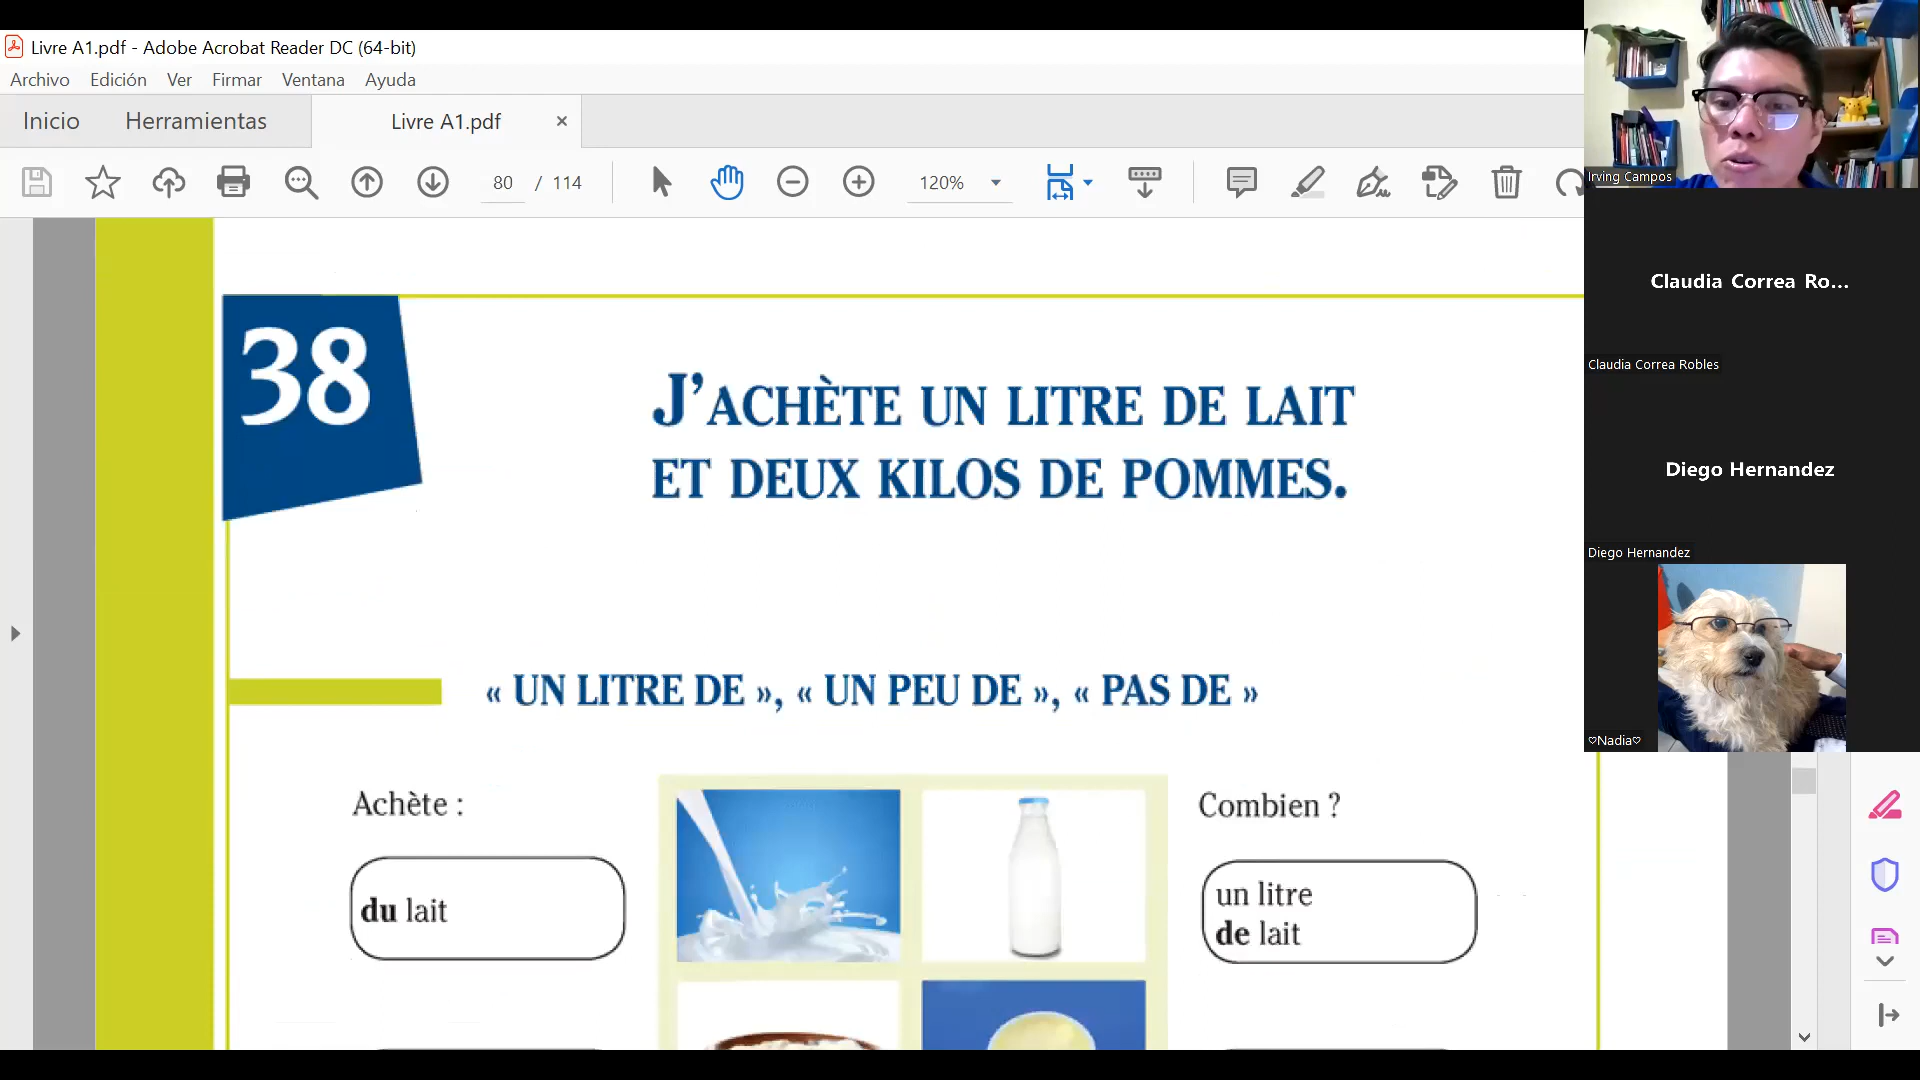 Livre A1.pdf - Adobe Acrobat Reader DC (64-bit)
Archivo Edición Ver Firmar Ventana Ayuda
Inicio Herramientas Livre A1.pdf ×
80 / 114 120%
38
J'ACHÈTE UN LITRE DE LAIT
ET DEUX KILOS DE POMMES.
« UN LITRE DE », « UN PEU DE », « PAS DE »
Achète :
Combien ?
du lait
un litre
de lait
Irving Campos
Claudia Correa Ro...
Claudia Correa Robles
Diego Hernandez
Diego Hernandez
♡Nadia♡